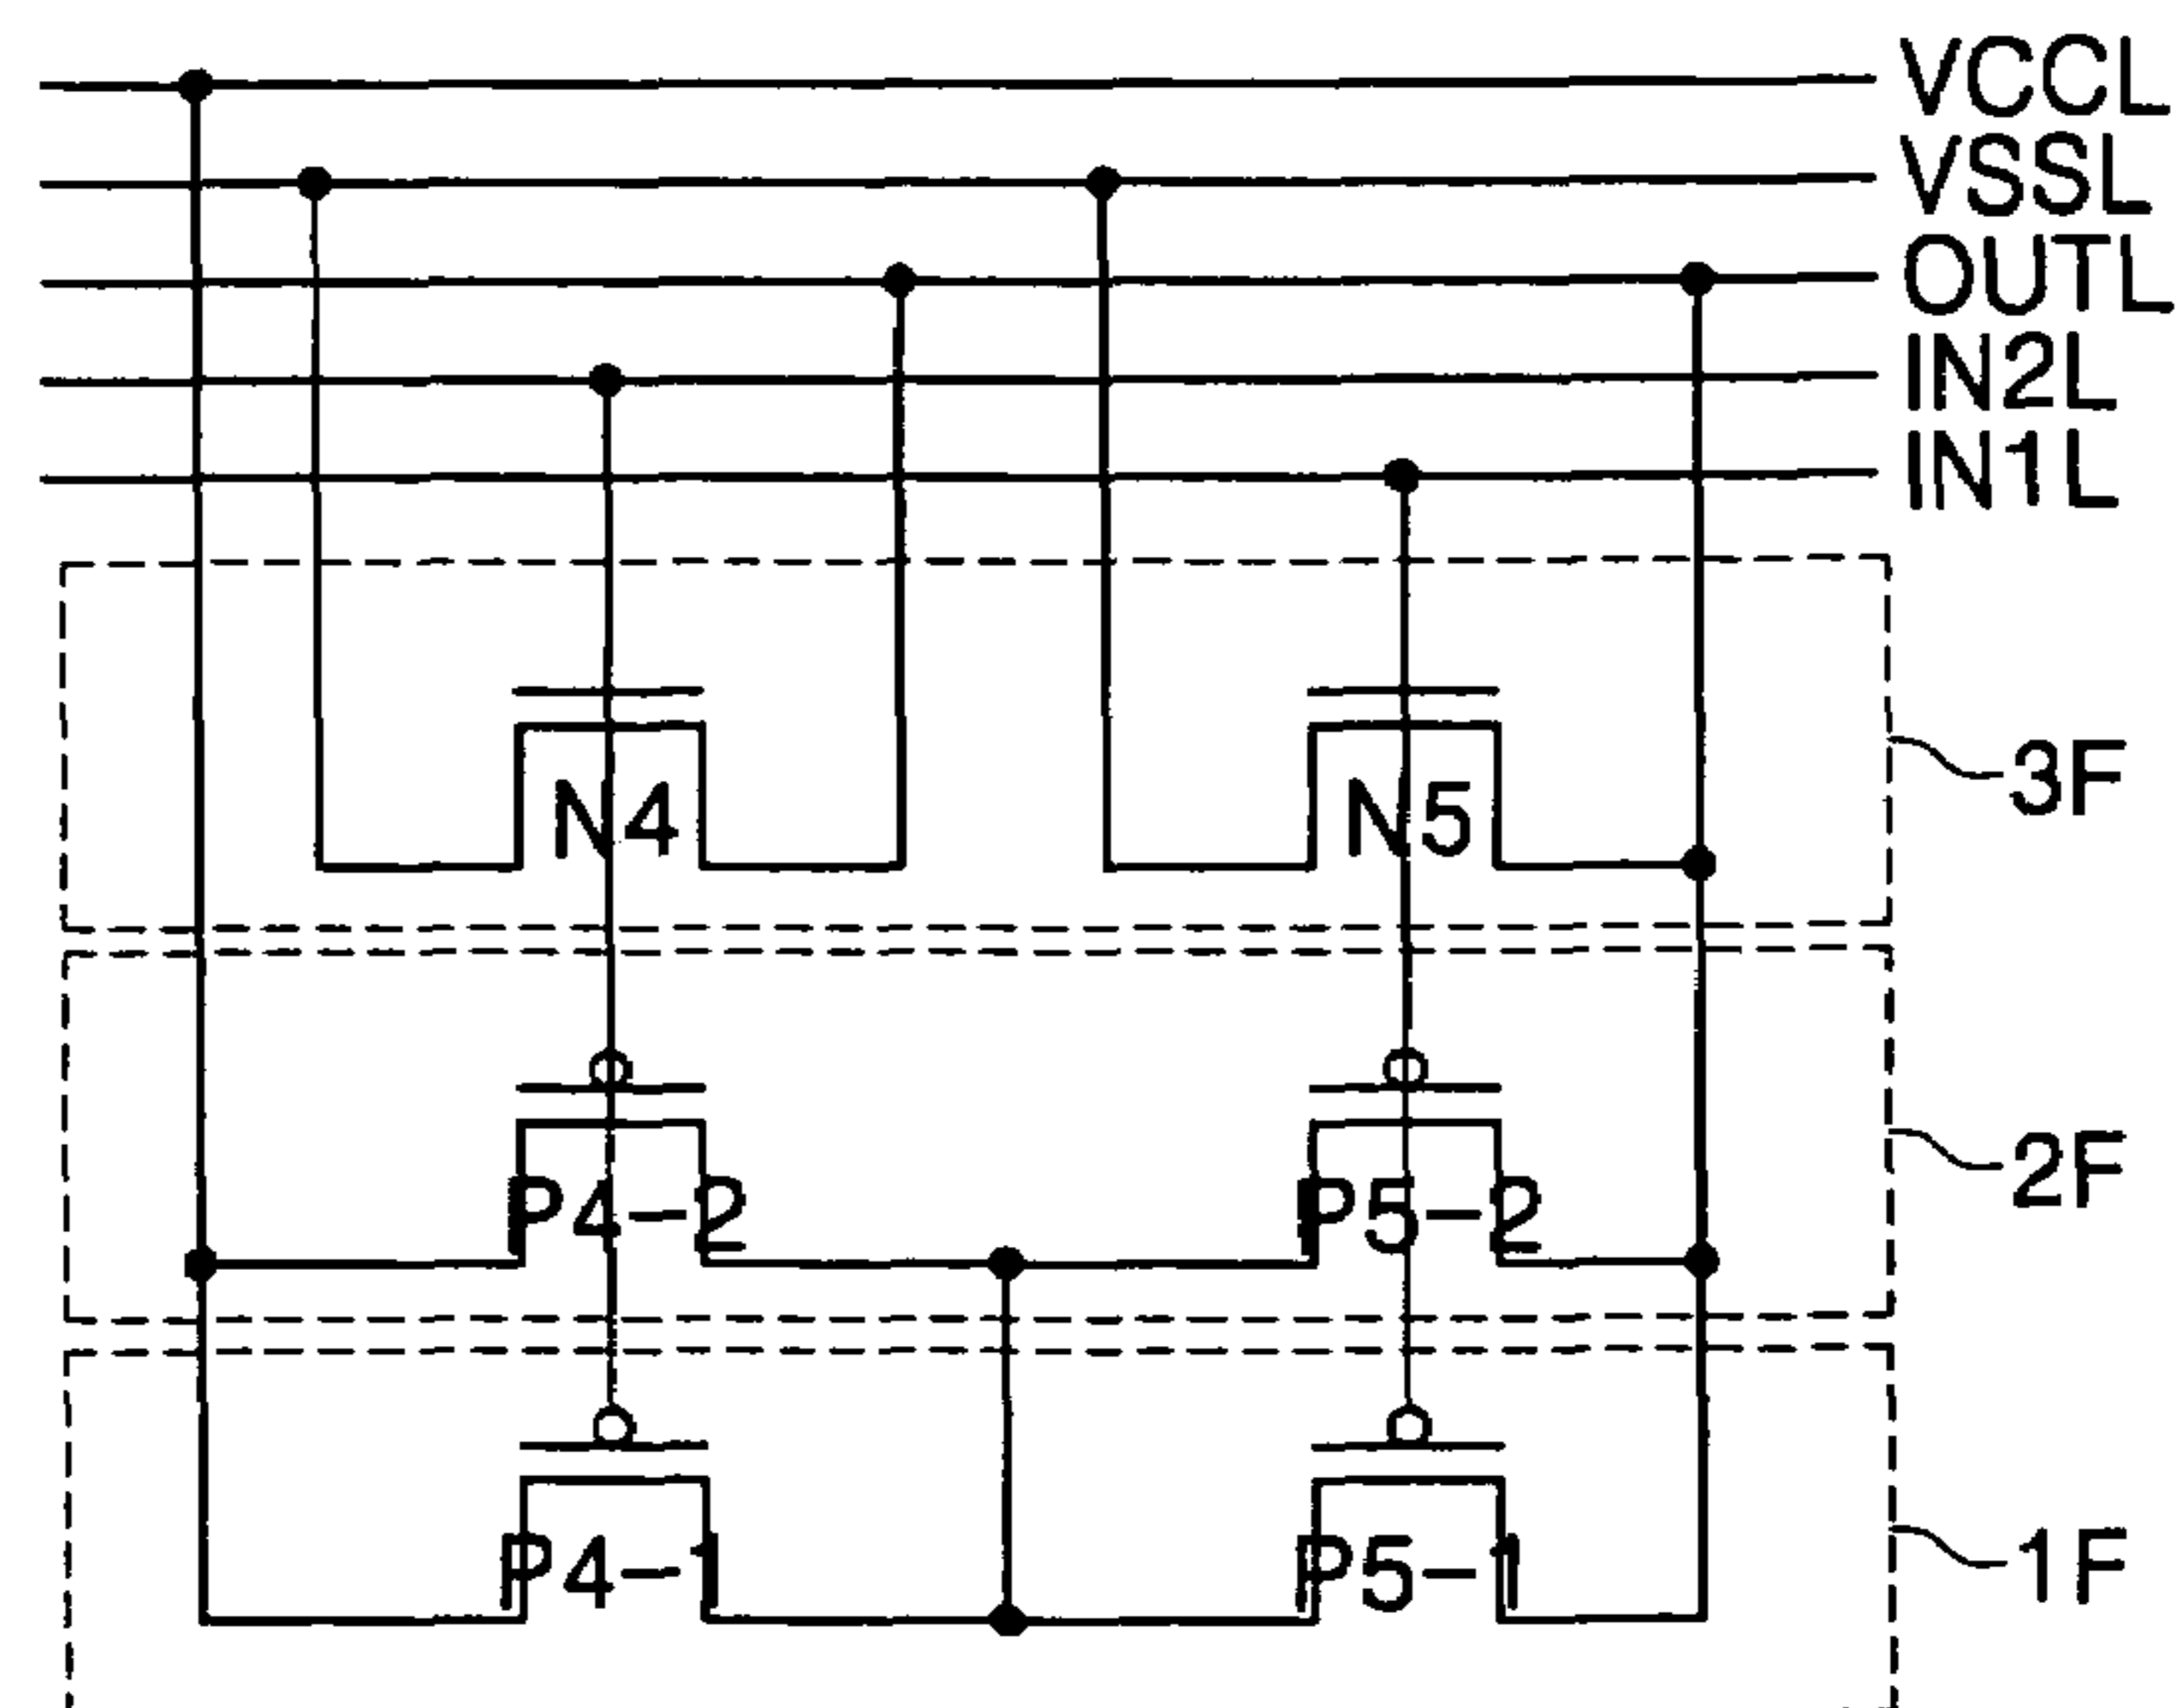 VCCL
VSSL
OUTL
IN2L
IN1L
N4 N5
3F
P4-2 P5-2
2F
P4-1 P5-1
1F